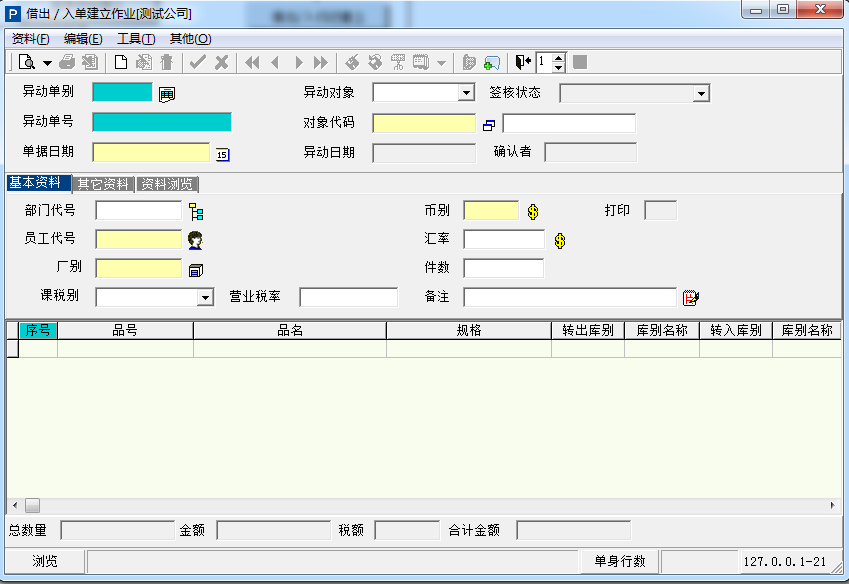 P 借出 / 入单建立作业[测试公司]
资料(F) 编辑(E) 工具(T) 其他(O)
1
异动单别 异动对象 签核状态
异动单号 对象代码
单据日期 15 异动日期 确认者
基本资料 其它资料 资料浏览
部门代号 币别 $ 打印
员工代号 汇率 $
厂别 件数
课税别 营业税率 备注
序号 品号 品名 规格 转出库别 库别名称 转入库别 库别名称
总数量 金额 税额 合计金额
浏览 单身行数 127.0.0.1-21